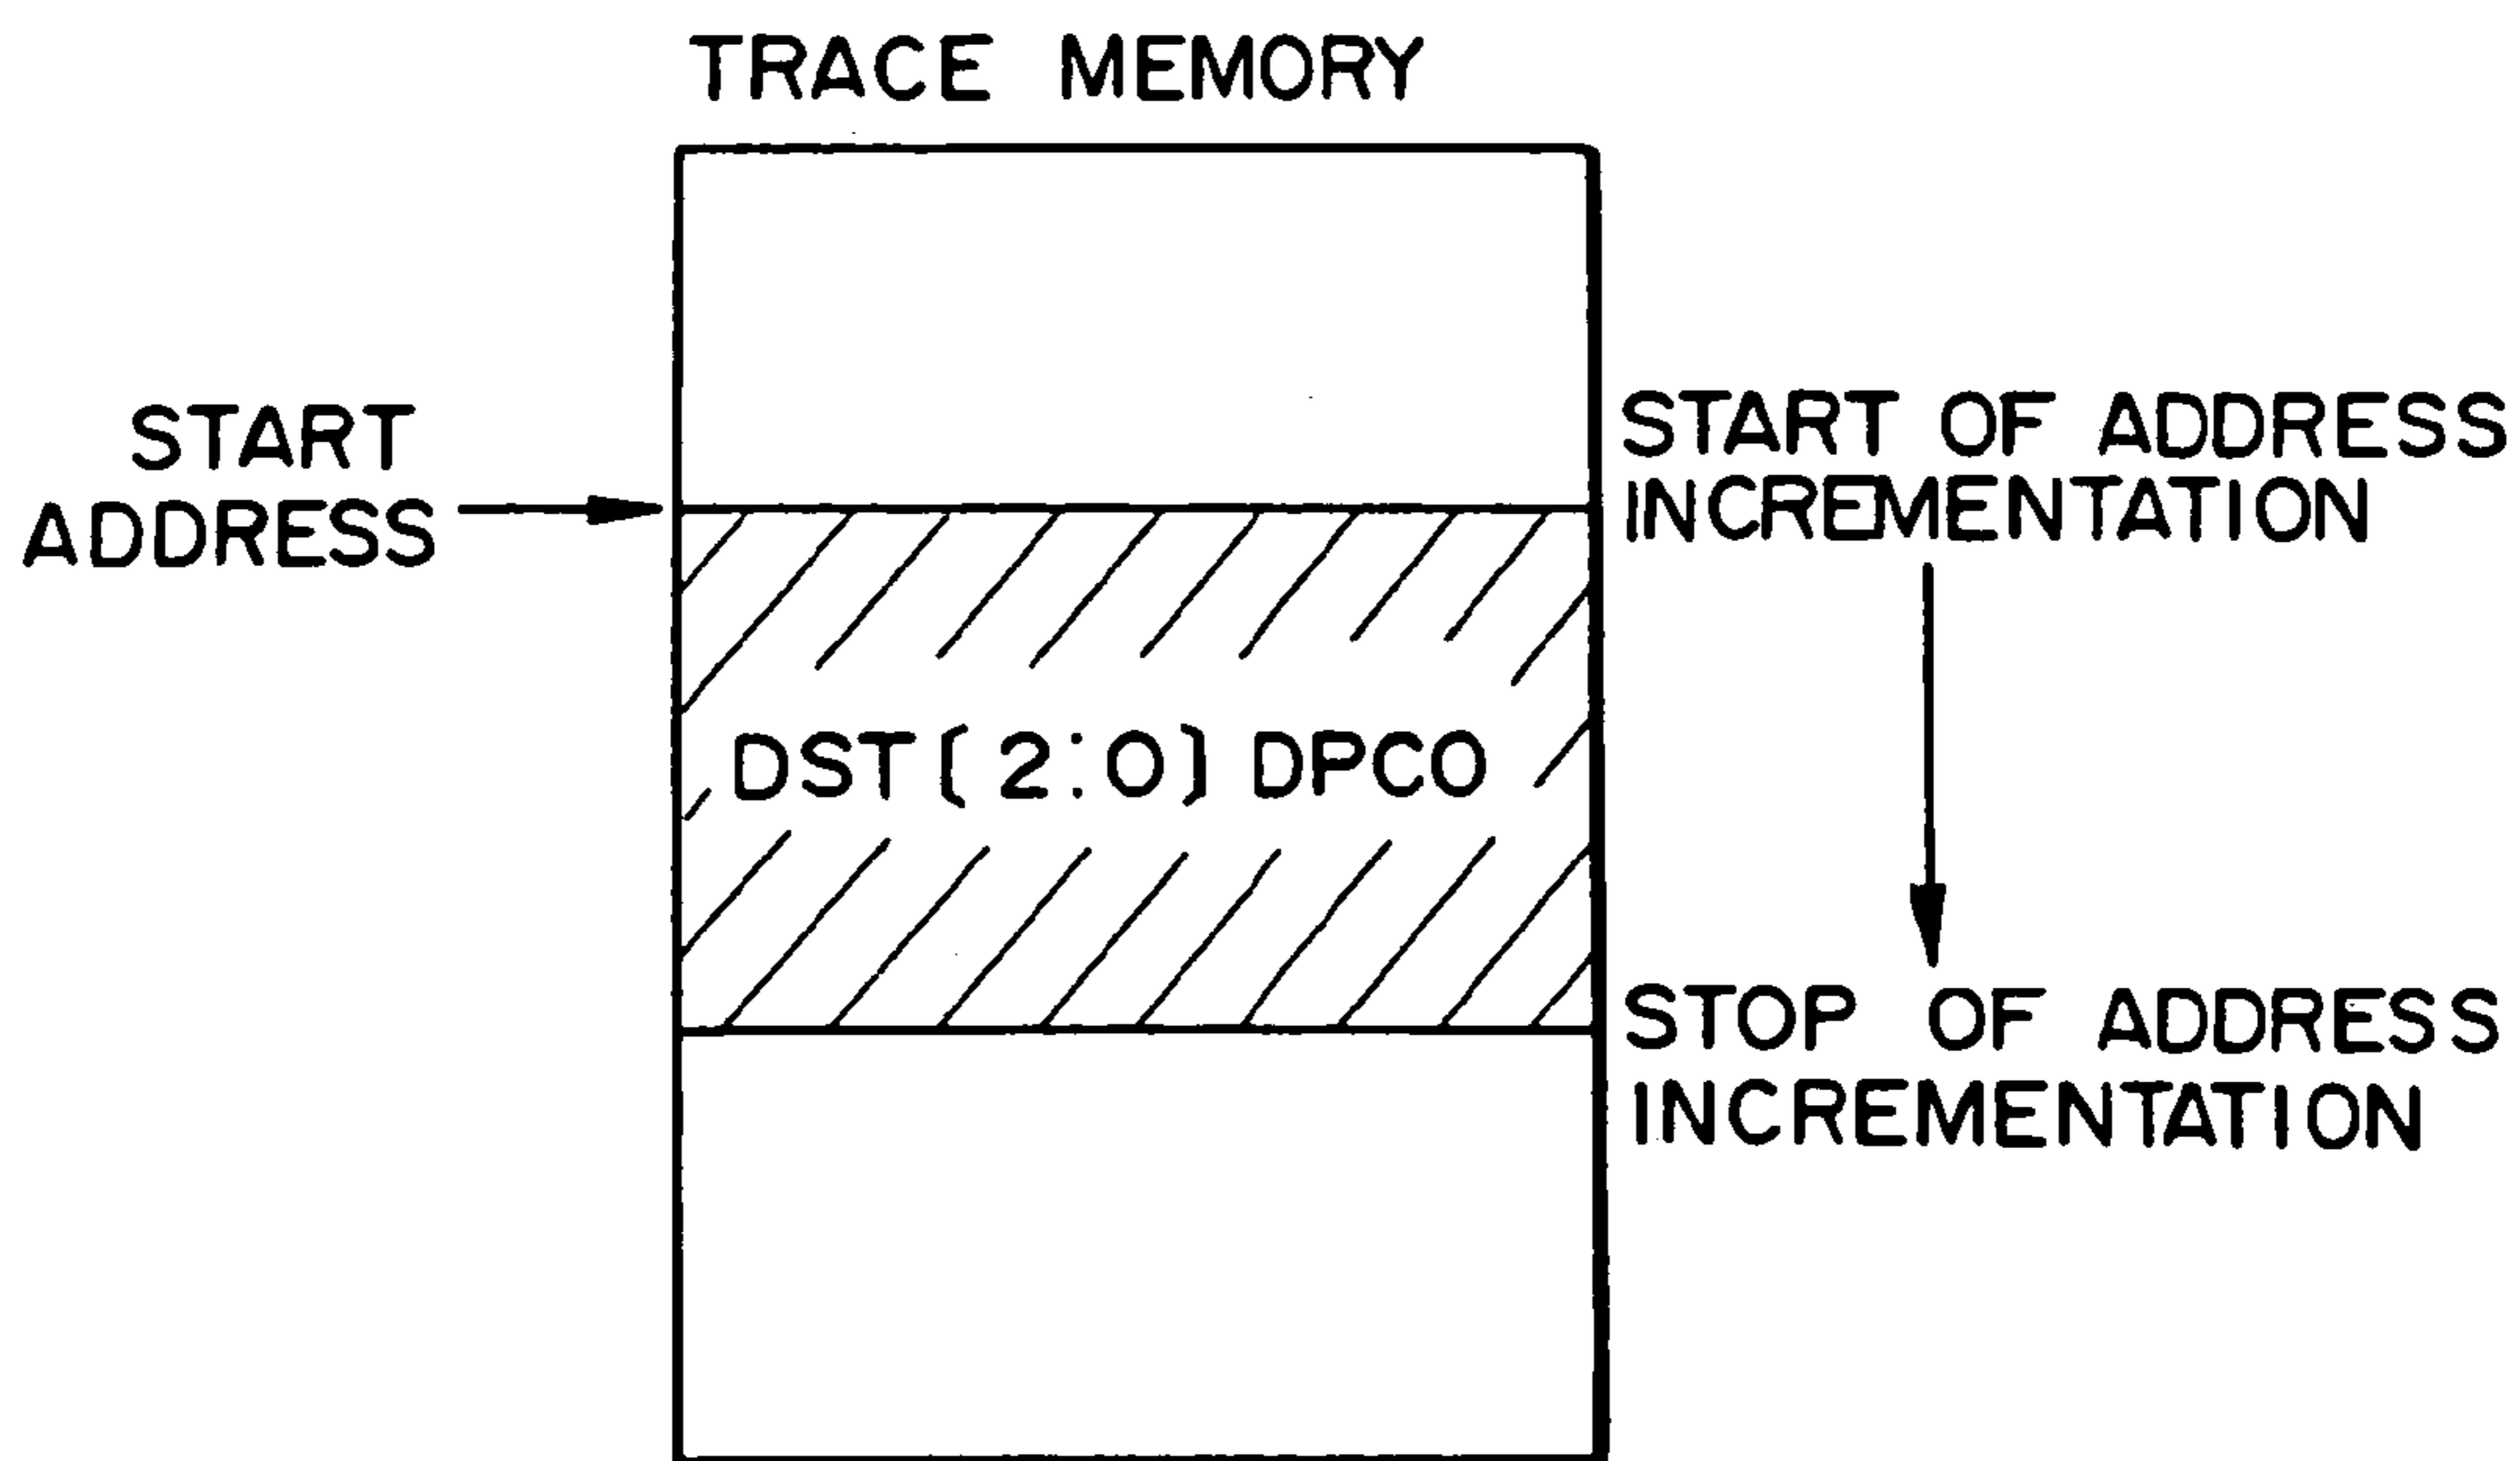 TRACE MEMORY
START
ADDRESS
START OF ADDRESS
INCREMENTATION
DST(2:0) DPCO
STOP OF ADDRESS
INCREMENTATION